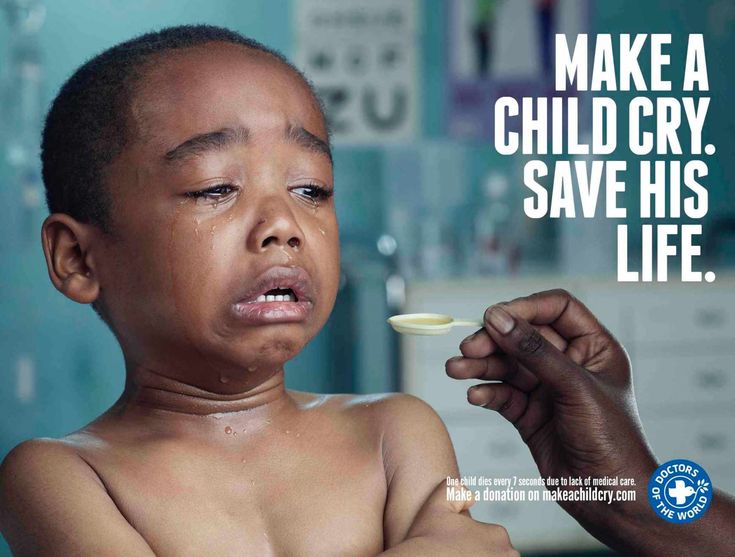 MAKE A
CHILD CRY.
SAVE HIS
LIFE.
One child dies every 7 seconds due to lack of medical care.
Make a donation on makeachildcry.com
DOCTORS
OF THE WORLD